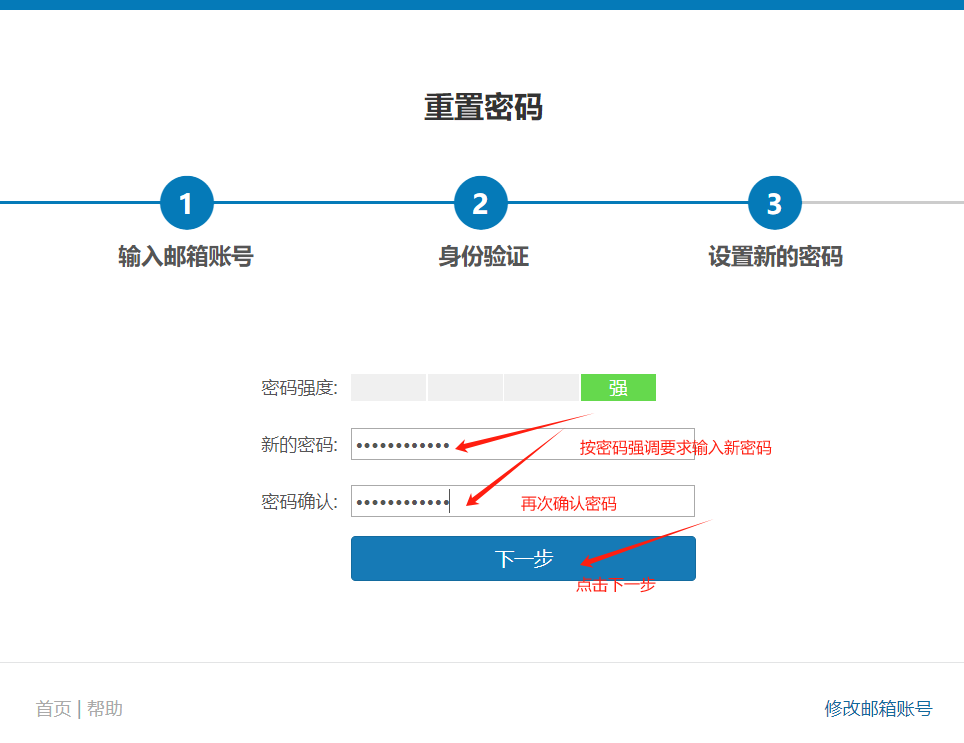 重置密码
1 2 3
输入邮箱账号 身份验证 设置新的密码
密码强度: 强
新的密码: •••••••••••• 按密码强调要求输入新密码
密码确认: •••••••••••• 再次确认密码
下一步
点击下一步
首页 | 帮助 修改邮箱账号